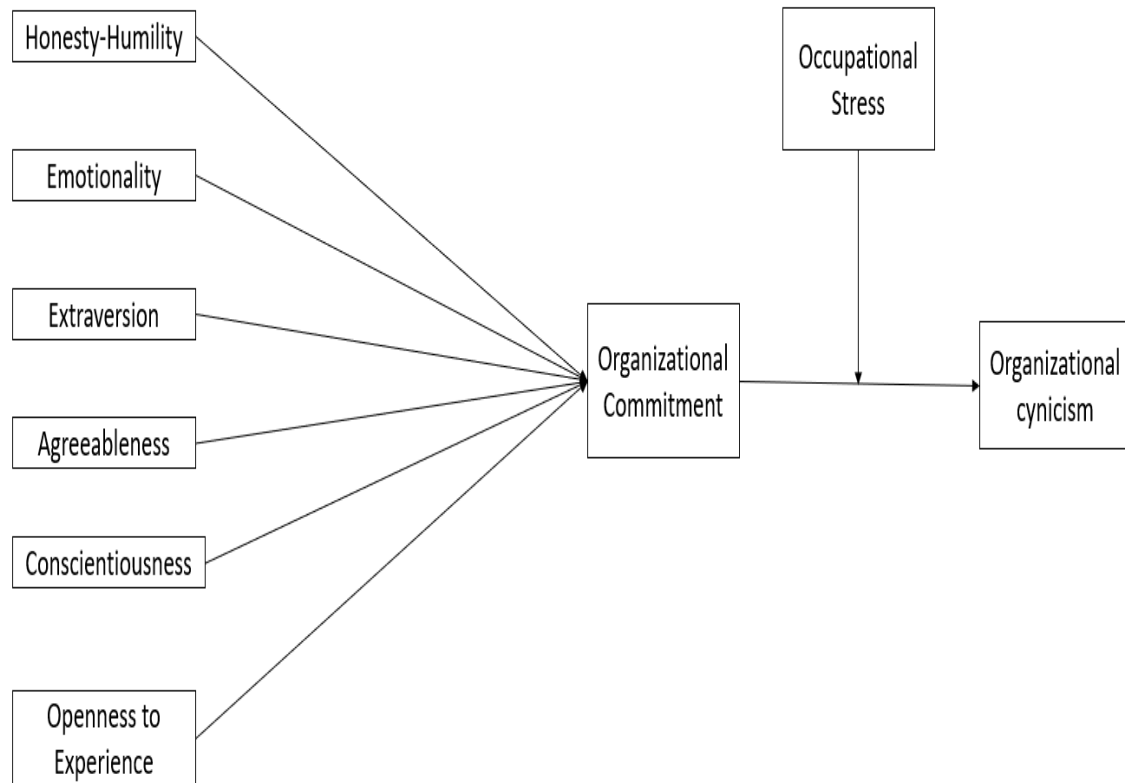 Honesty-Humility
Emotionality
Extraversion
Agreeableness
Conscientiousness
Openness to
Experience
Organizational
Commitment
Occupational
Stress
Organizational
cynicism